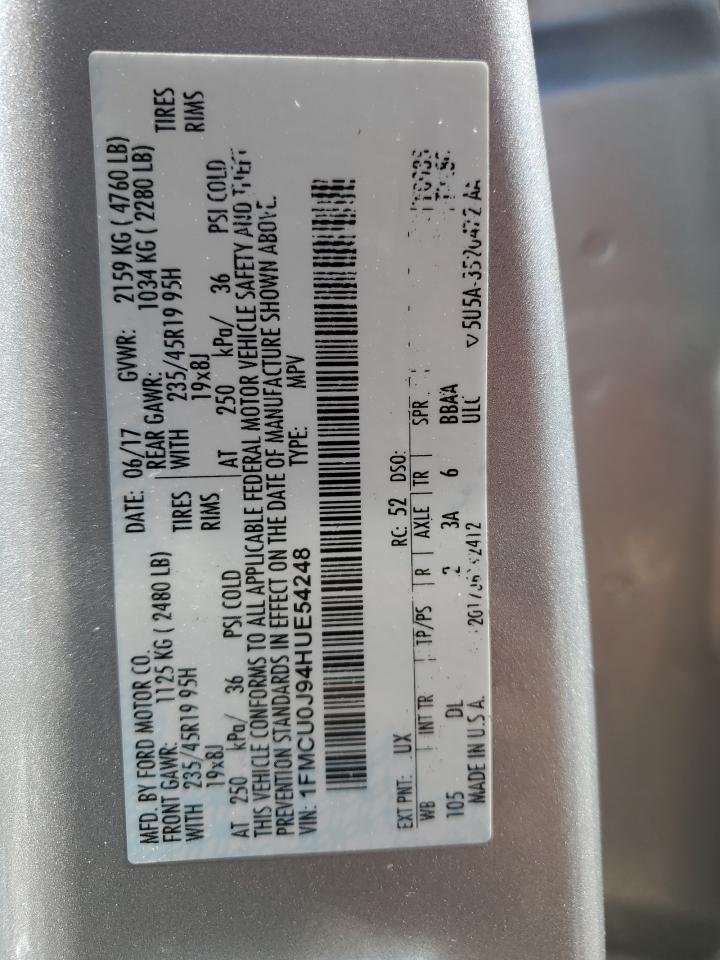 MFD. BY FORD MOTOR CO. DATE: 06/17 GVWR: 2159 KG ( 4760 LB)
FRONT GAWR: 1125 KG ( 2480 LB) REAR GAWR: 1034 KG ( 2280 LB)
WITH 235/45R19 95H TIRES WITH 235/45R19 95H TIRES
19x8J RIMS 19x8J RIMS
AT 250 kPa/ 36 PSI COLD AT 250 kPa/ 36 PSI COLD
THIS VEHICLE CONFORMS TO ALL APPLICABLE FEDERAL MOTOR VEHICLE SAFETY AND THEFT
PREVENTION STANDARDS IN EFFECT ON THE DATE OF MANUFACTURE SHOWN ABOVE.
VIN: 1FMCU0J94HUE54248 TYPE: MPV
EXT PNT: UX RC: 52 DSO:
WB INT TR TP/PS R AXLE TR SPR
105 DL 2 3A 6 BBAA
MADE IN U.S.A. ULC